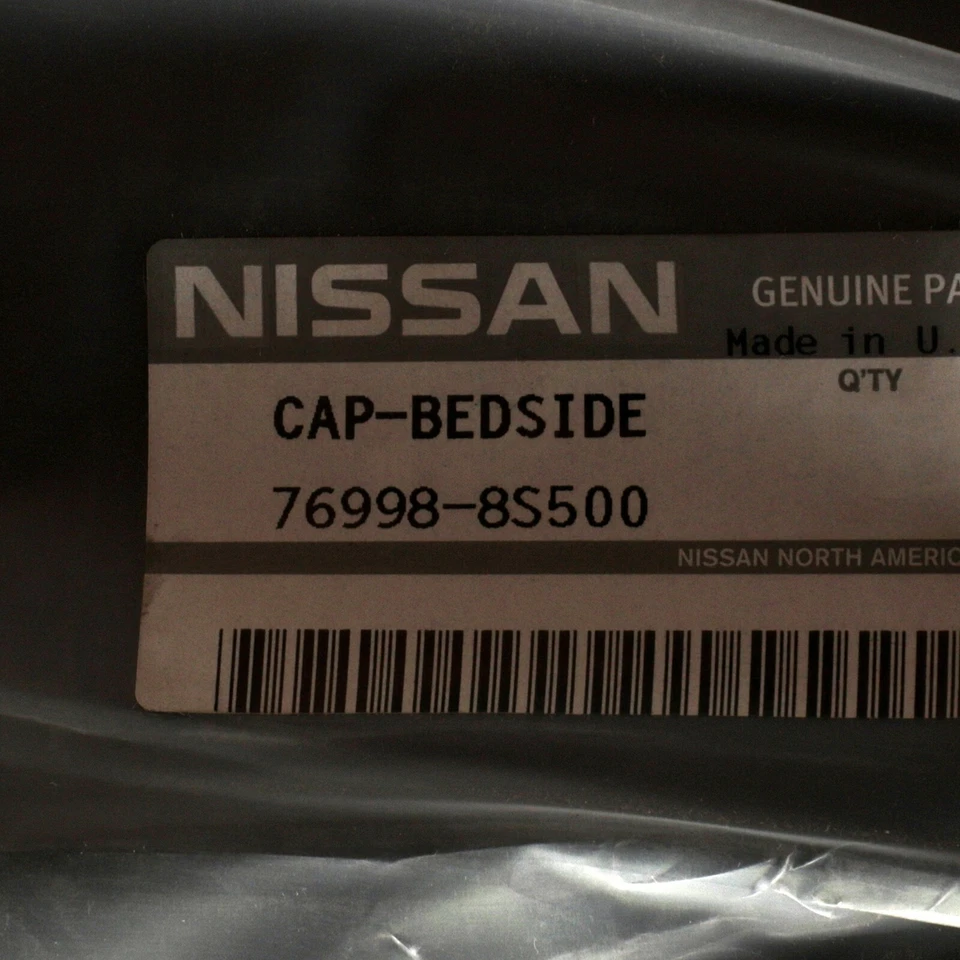 NISSAN
GENUINE PA
Made in U.
Q'TY
CAP-BEDSIDE
76998-8S500
NISSAN NORTH AMERIC